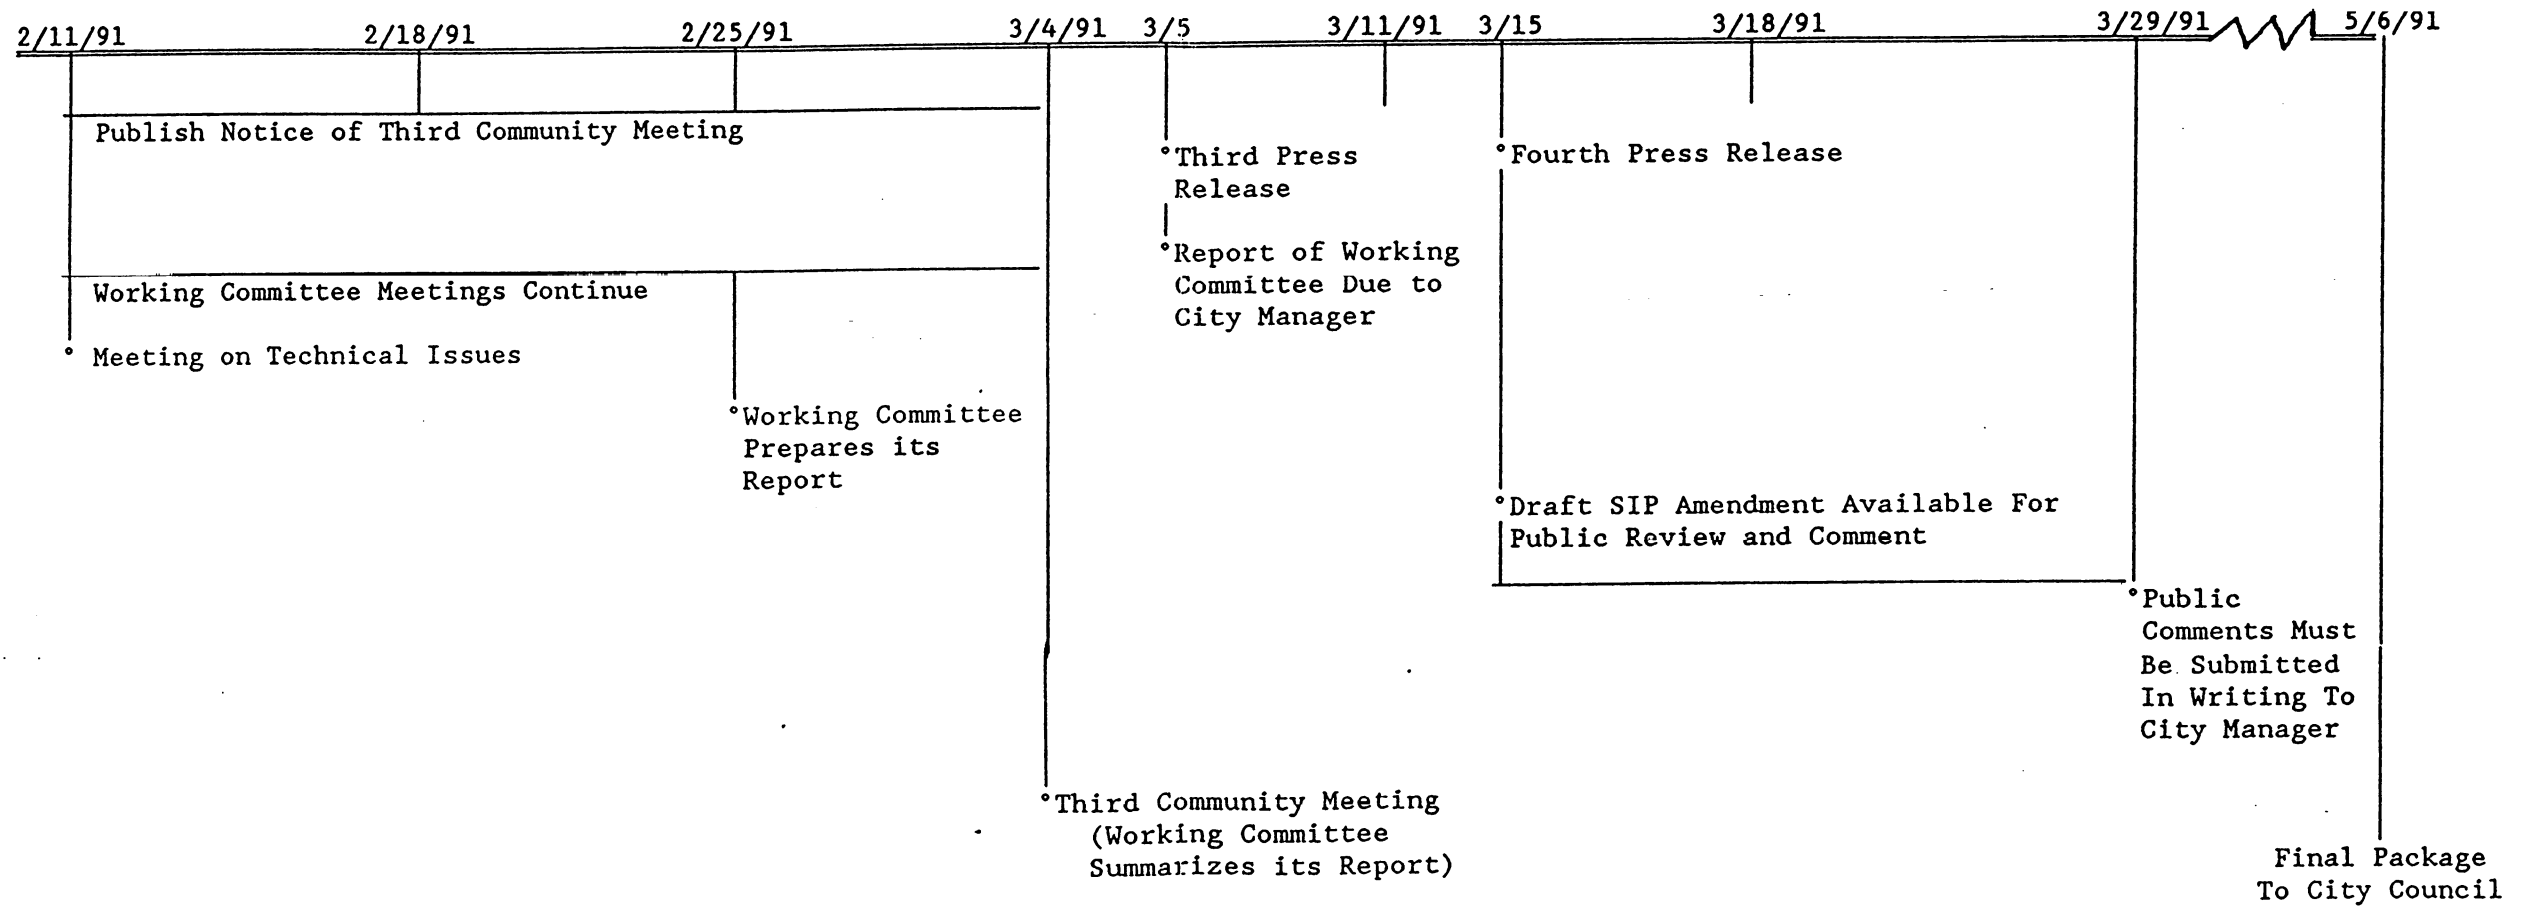 2/11/91 2/18/91 2/25/91 3/4/91 3/5 3/11/91 3/15 3/18/91 3/29/91 5/6/91
Publish Notice of Third Community Meeting
Working Committee Meetings Continue
° Meeting on Technical Issues
°Working Committee
Prepares its
Report
°Third Community Meeting
(Working Committee
Summarizes its Report)
°Third Press
Release
°Report of Working
Committee Due to
City Manager
°Fourth Press Release
°Draft SIP Amendment Available For
Public Review and Comment
°Public
Comments Must
Be Submitted
In Writing To
City Manager
Final Package
To City Council